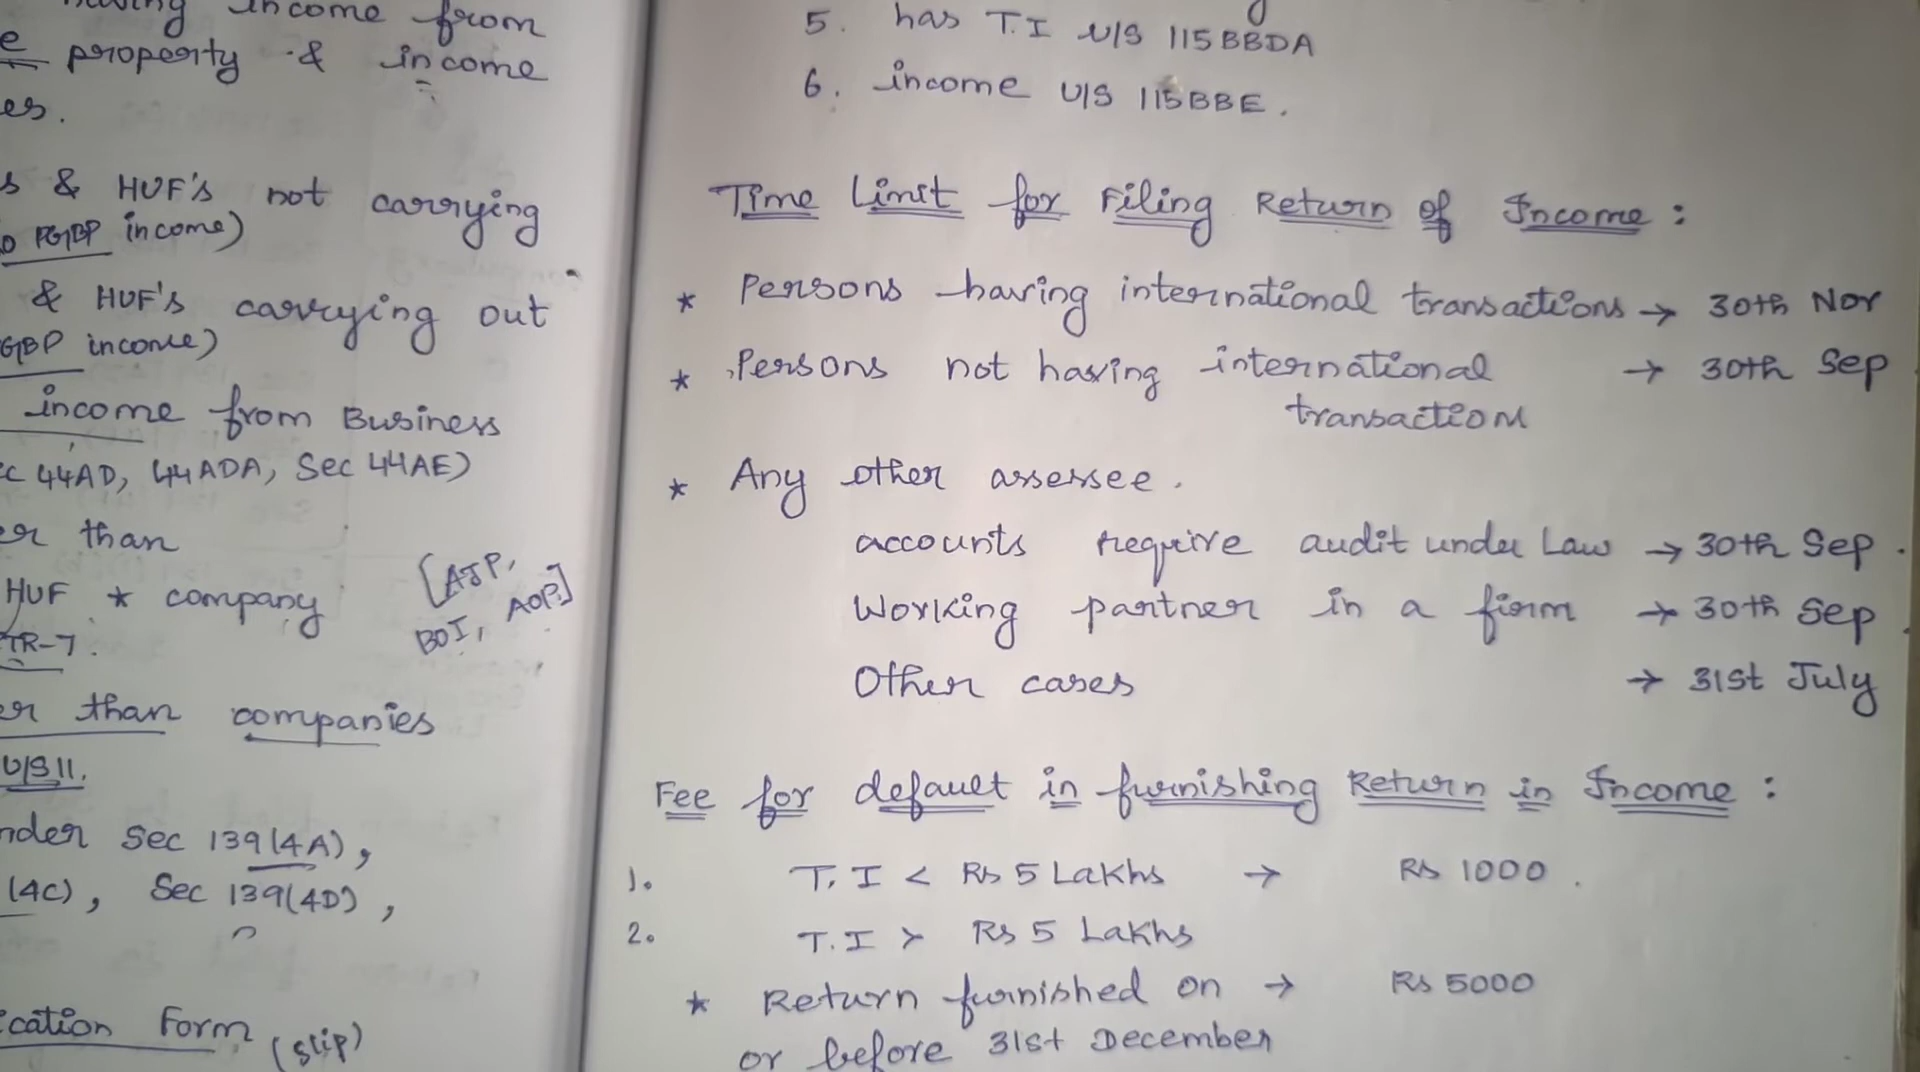 income from
property & income
es.
& HUF's not carrying
income)
& HUF's carrying out
GBP income)
income from Business
44AD, 44ADA, Sec 44AE)
er than
HUF * company [AJP,
BOI, AOP.]
TR-7.
er than companies
U/S 11.
nder Sec 139(4A),
(4C), Sec 139(4D),
ication Form (slip)
5. has T.I U/S 115BBDA
6. income U/S 115BBE.
Time Limit for Filing Return of Income :
* Persons having international transactions → 30th Nov
* Persons not having international → 30th Sep
transaction
* Any other assessee.
accounts require audit under Law → 30th Sep.
Working partner in a firm → 30th Sep.
Other cases → 31st July
Fee for default in furnishing Return in Income :
1. T.I < Rs 5 Lakhs → Rs 1000.
2. T.I > Rs 5 Lakhs
* Return furnished on → Rs 5000
or before 31st December